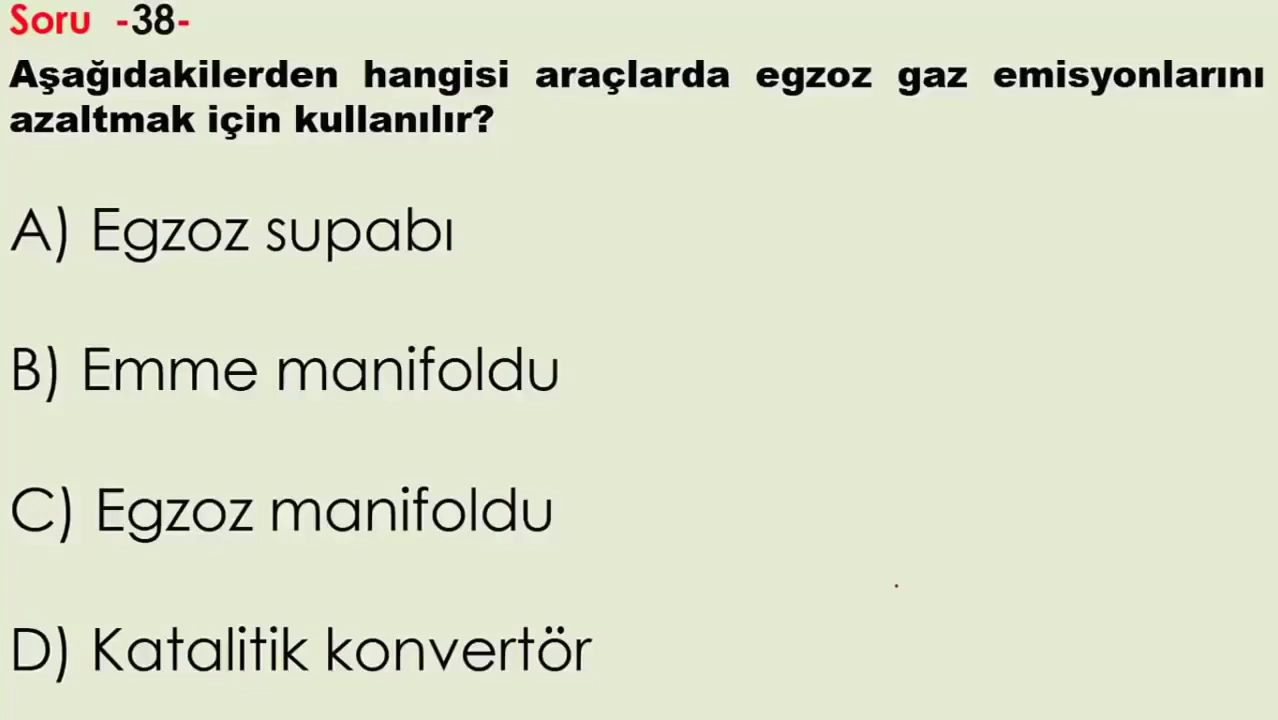 Soru -38-
Aşağıdakilerden hangisi araçlarda egzoz gaz emisyonlarını
azaltmak için kullanılır?
A) Egzoz supabı
B) Emme manifoldu
C) Egzoz manifoldu
D) Katalitik konvertör